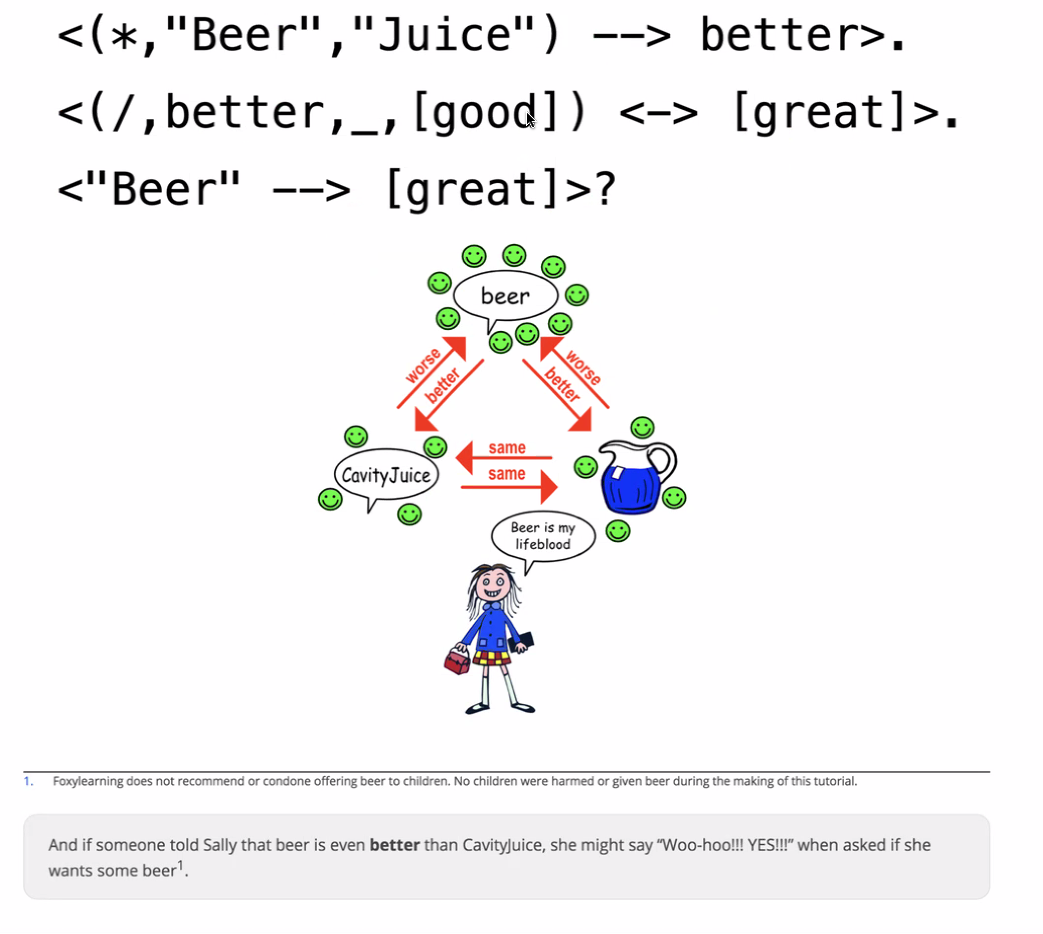 <(*,"Beer","Juice") --> better>.
<(/,better,_,[good]) <-> [great]>.
<"Beer" --> [great]>?
beer
worse
better
better
worse
CavityJuice
same
same
Beer is my
lifeblood
1. Foxylearning does not recommend or condone offering beer to children. No children were harmed or given beer during the making of this tutorial.
And if someone told Sally that beer is even better than CavityJuice, she might say “Woo-hoo!!! YES!!!” when asked if she
wants some beer1.